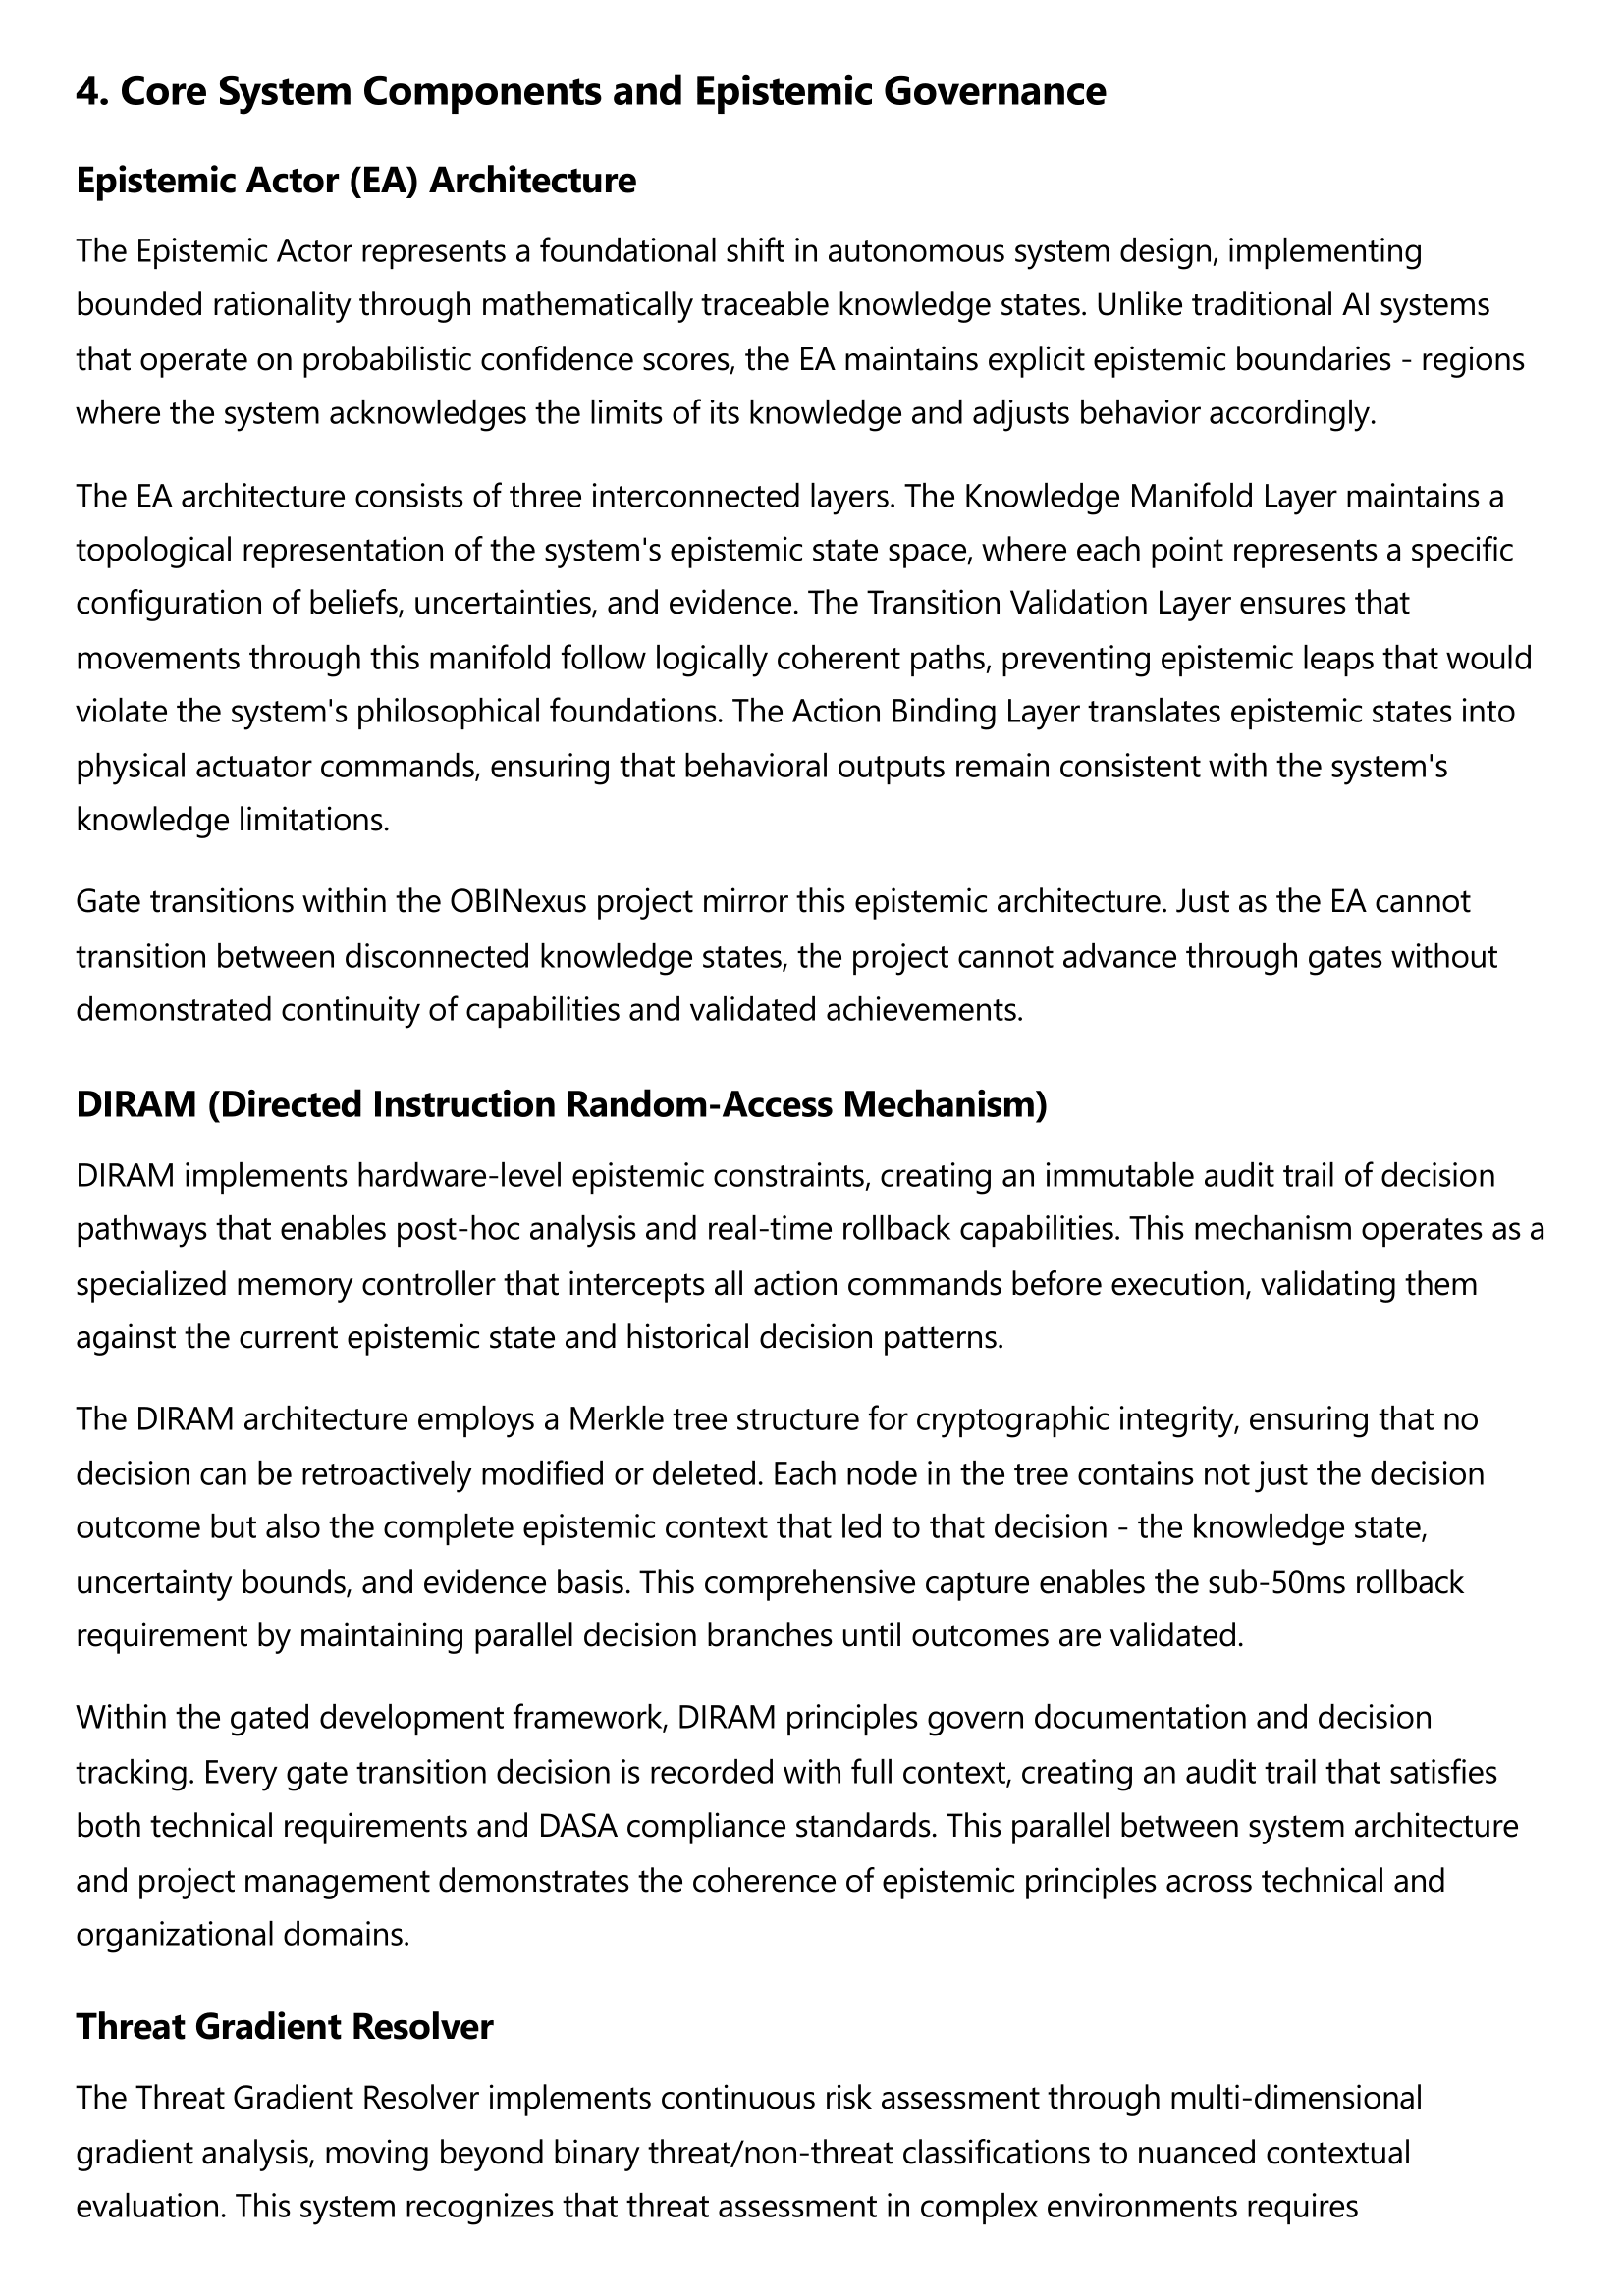 4. Core System Components and Epistemic Governance
Epistemic Actor (EA) Architecture
The Epistemic Actor represents a foundational shift in autonomous system design, implementing
bounded rationality through mathematically traceable knowledge states. Unlike traditional AI systems
that operate on probabilistic confidence scores, the EA maintains explicit epistemic boundaries - regions
where the system acknowledges the limits of its knowledge and adjusts behavior accordingly.
The EA architecture consists of three interconnected layers. The Knowledge Manifold Layer maintains a
topological representation of the system's epistemic state space, where each point represents a specific
configuration of beliefs, uncertainties, and evidence. The Transition Validation Layer ensures that
movements through this manifold follow logically coherent paths, preventing epistemic leaps that would
violate the system's philosophical foundations. The Action Binding Layer translates epistemic states into
physical actuator commands, ensuring that behavioral outputs remain consistent with the system's
knowledge limitations.
Gate transitions within the OBINexus project mirror this epistemic architecture. Just as the EA cannot
transition between disconnected knowledge states, the project cannot advance through gates without
demonstrated continuity of capabilities and validated achievements.
DIRAM (Directed Instruction Random-Access Mechanism)
DIRAM implements hardware-level epistemic constraints, creating an immutable audit trail of decision
pathways that enables post-hoc analysis and real-time rollback capabilities. This mechanism operates as a
specialized memory controller that intercepts all action commands before execution, validating them
against the current epistemic state and historical decision patterns.
The DIRAM architecture employs a Merkle tree structure for cryptographic integrity, ensuring that no
decision can be retroactively modified or deleted. Each node in the tree contains not just the decision
outcome but also the complete epistemic context that led to that decision - the knowledge state,
uncertainty bounds, and evidence basis. This comprehensive capture enables the sub-50ms rollback
requirement by maintaining parallel decision branches until outcomes are validated.
Within the gated development framework, DIRAM principles govern documentation and decision
tracking. Every gate transition decision is recorded with full context, creating an audit trail that satisfies
both technical requirements and DASA compliance standards. This parallel between system architecture
and project management demonstrates the coherence of epistemic principles across technical and
organizational domains.
Threat Gradient Resolver
The Threat Gradient Resolver implements continuous risk assessment through multi-dimensional
gradient analysis, moving beyond binary threat/non-threat classifications to nuanced contextual
evaluation. This system recognizes that threat assessment in complex environments requires